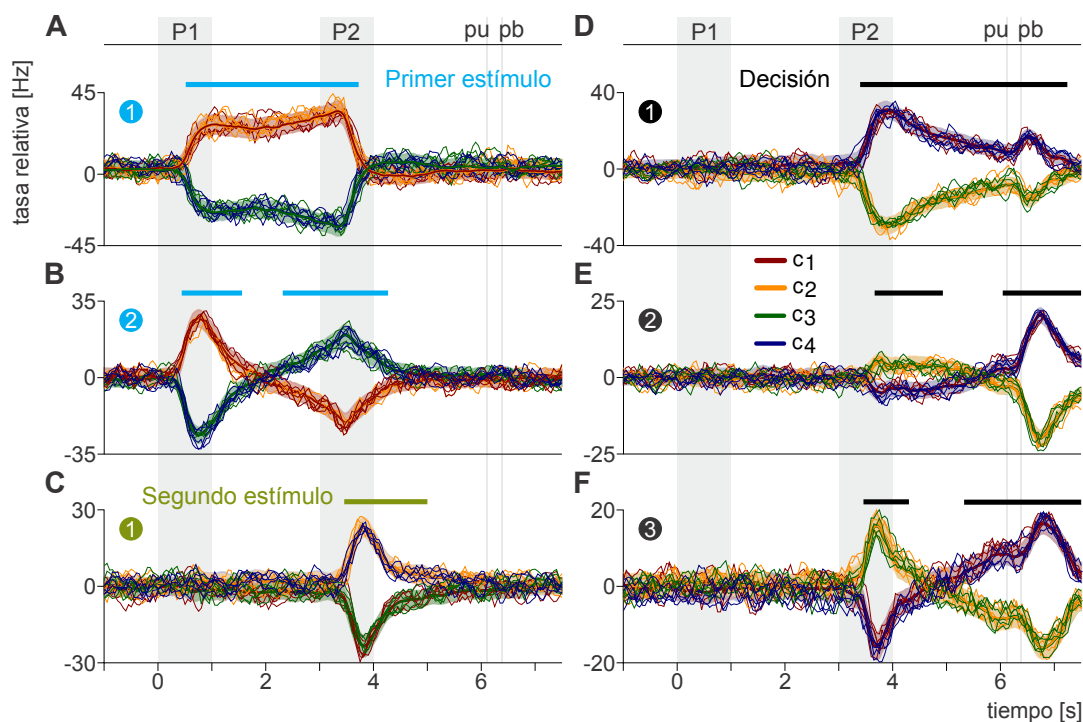 A P1 P2 pu pb
tasa relativa [Hz]
Primer estímulo
1
45
0
-45
B
2
35
0
-35
C
Segundo estímulo
1
30
0
-30
0 2 4 6
D P1 P2 pu pb
Decisión
1
40
0
-40
E
c1
c2
c3
c4
2
25
0
-25
F
3
20
0
-20
0 2 4 6
tiempo [s]